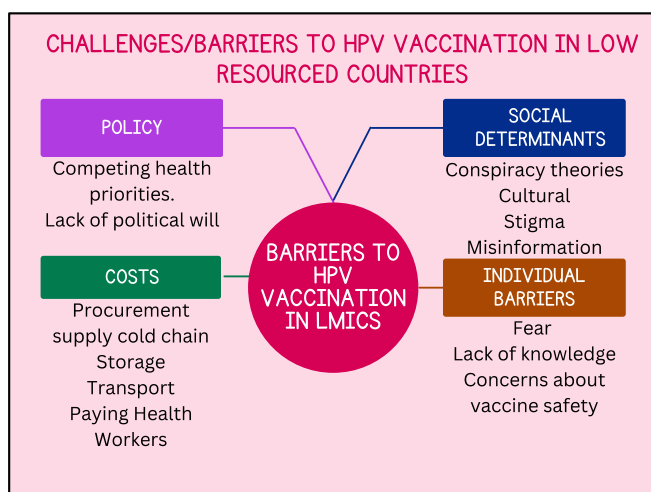 CHALLENGES/BARRIERS TO HPV VACCINATION IN LOW
RESOURCED COUNTRIES
POLICY
Competing health
priorities.
Lack of political will
SOCIAL
DETERMINANTS
Conspiracy theories
Cultural
Stigma
Misinformation
BARRIERS TO
HPV
VACCINATION
IN LMICS
COSTS
Procurement
supply cold chain
Storage
Transport
Paying Health
Workers
INDIVIDUAL
BARRIERS
Fear
Lack of knowledge
Concerns about
vaccine safety